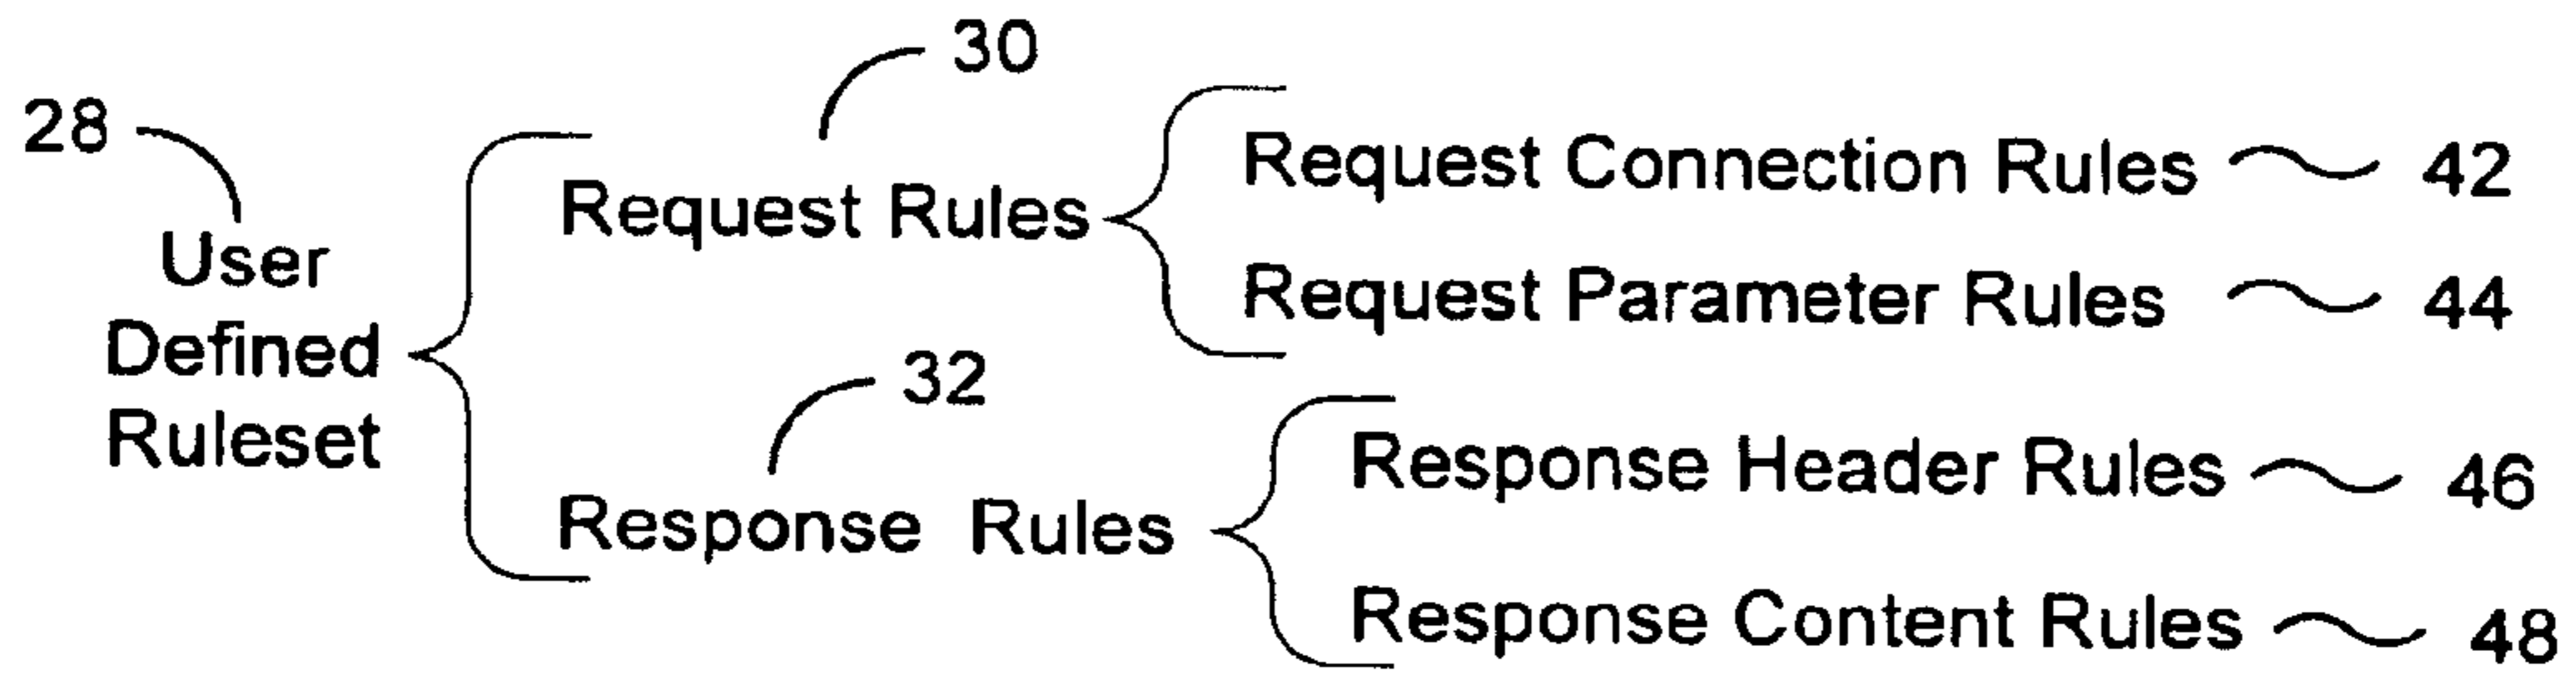 28
User
Defined
Ruleset
30
Request Rules
Request Connection Rules 42
Request Parameter Rules 44
32
Response Rules
Response Header Rules 46
Response Content Rules 48